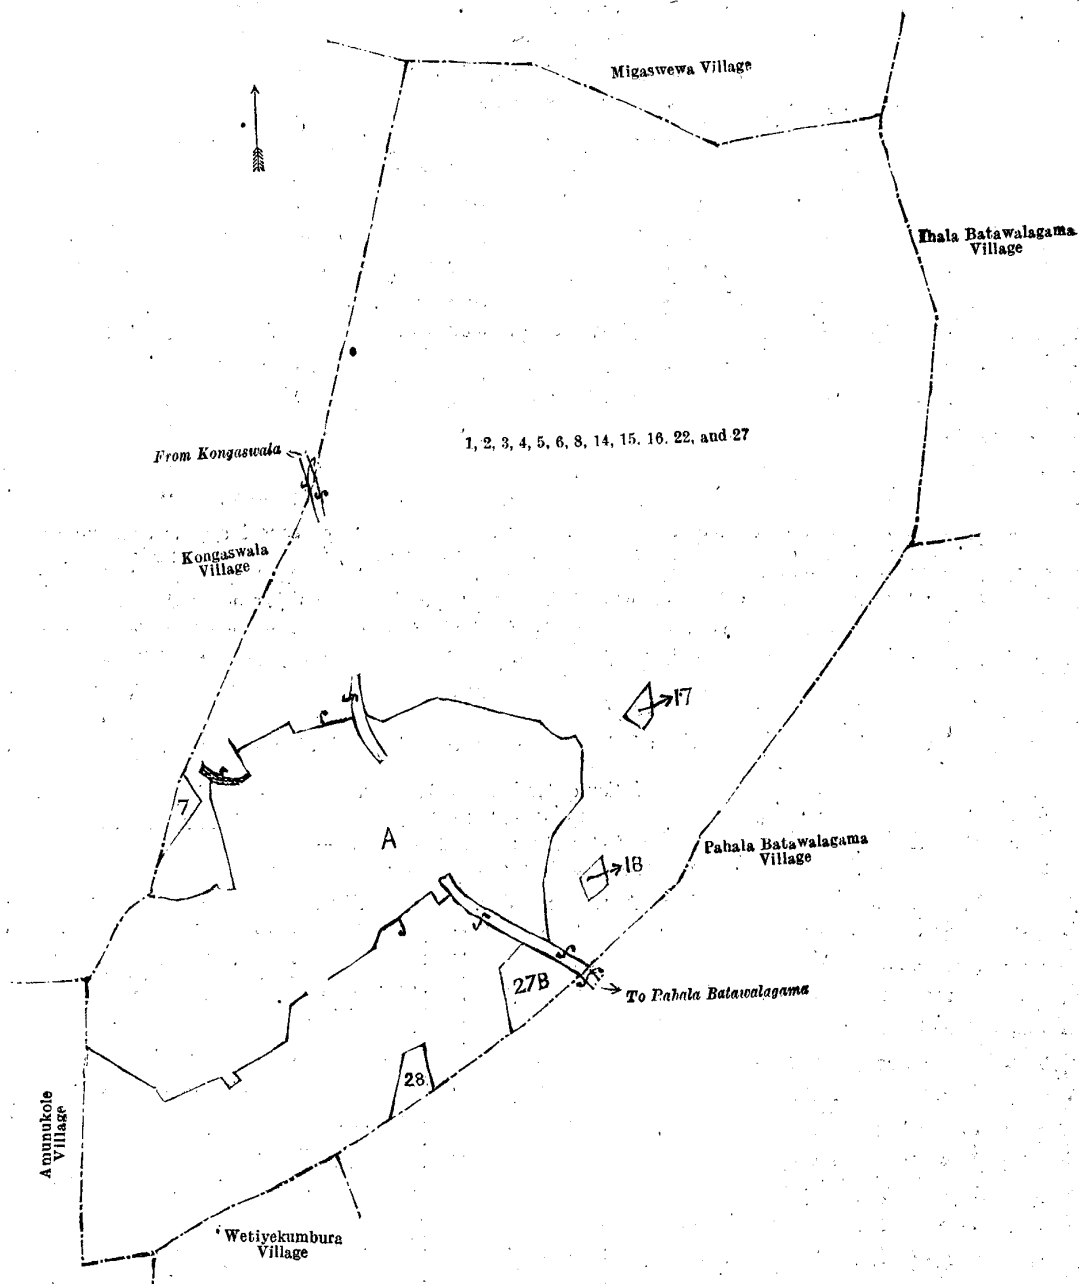 Migaswewa Village
Ihala Batawalagama
Village
1, 2, 3, 4, 5, 6, 8, 14, 15. 16. 22, and 27
From Kongaswala
Kongaswala
Village
17
7
A
Pahala Batawalagama
Village
18
27B
To Pahala Batawalagama
28
Amunukole
Village
Wetiyekumbura
Village